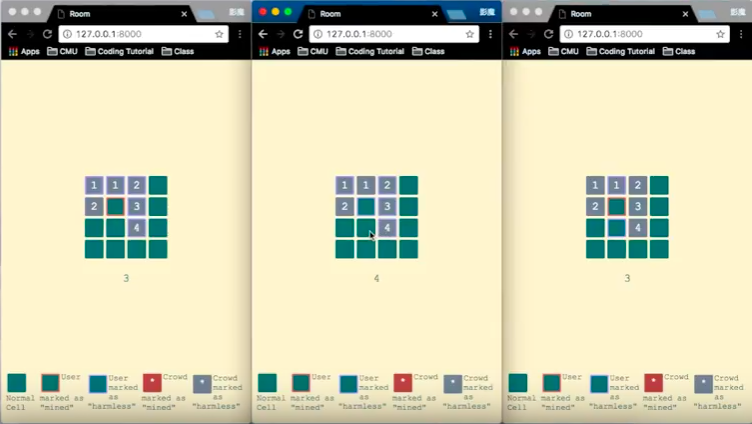 Room
影魔
127.0.0.1:8000
Apps CMU Coding Tutorial Class
1 1 2
2 3
4
3
Normal Cell
User marked as "mined"
User marked as "harmless"
* Crowd marked as "mined"
* Crowd marked as "harmless"
Room
影魔
127.0.0.1:8000
Apps CMU Coding Tutorial Class
1 1 2
2 3
4
4
Normal Cell
User marked as "mined"
User marked as "harmless"
* Crowd marked as "mined"
* Crowd marked as "harmless"
Room
影魔
127.0.0.1:8000
Apps CMU Coding Tutorial Class
1 1 2
2 3
4
3
Normal Cell
User marked as "mined"
User marked as "harmless"
* Crowd marked as "mined"
* Crowd marked as "harmless"